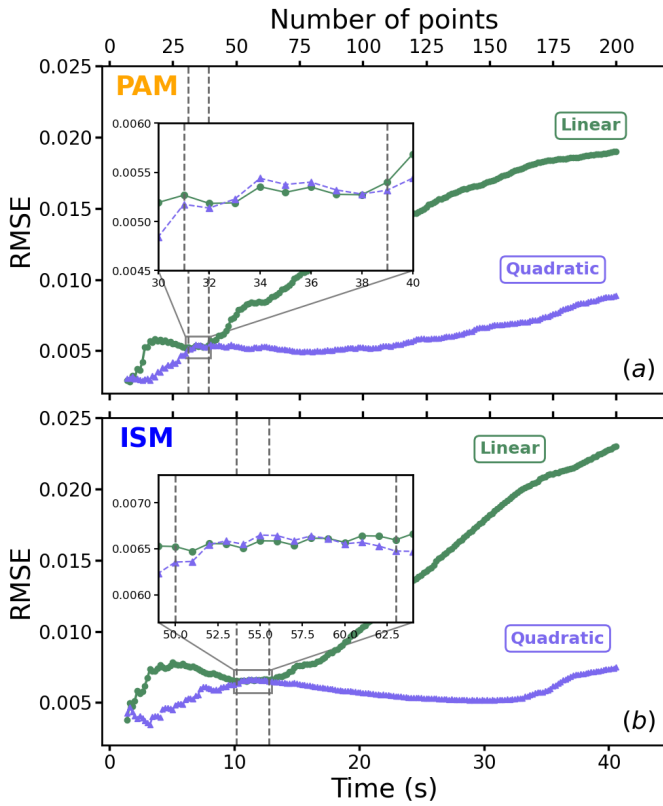 Number of points
0 25 50 75 100 125 150 175 200
0.025
0.020
0.015
0.010
0.005
RMSE
PAM
0.0060
0.0055
0.0050
0.0045
30 32 34 36 38 40
Linear
Quadratic
(a)
0.025
0.020
0.015
0.010
0.005
RMSE
ISM
0.0070
0.0065
0.0060
50.0 52.5 55.0 57.5 60.0 62.5
Linear
Quadratic
(b)
0 10 20 30 40
Time (s)